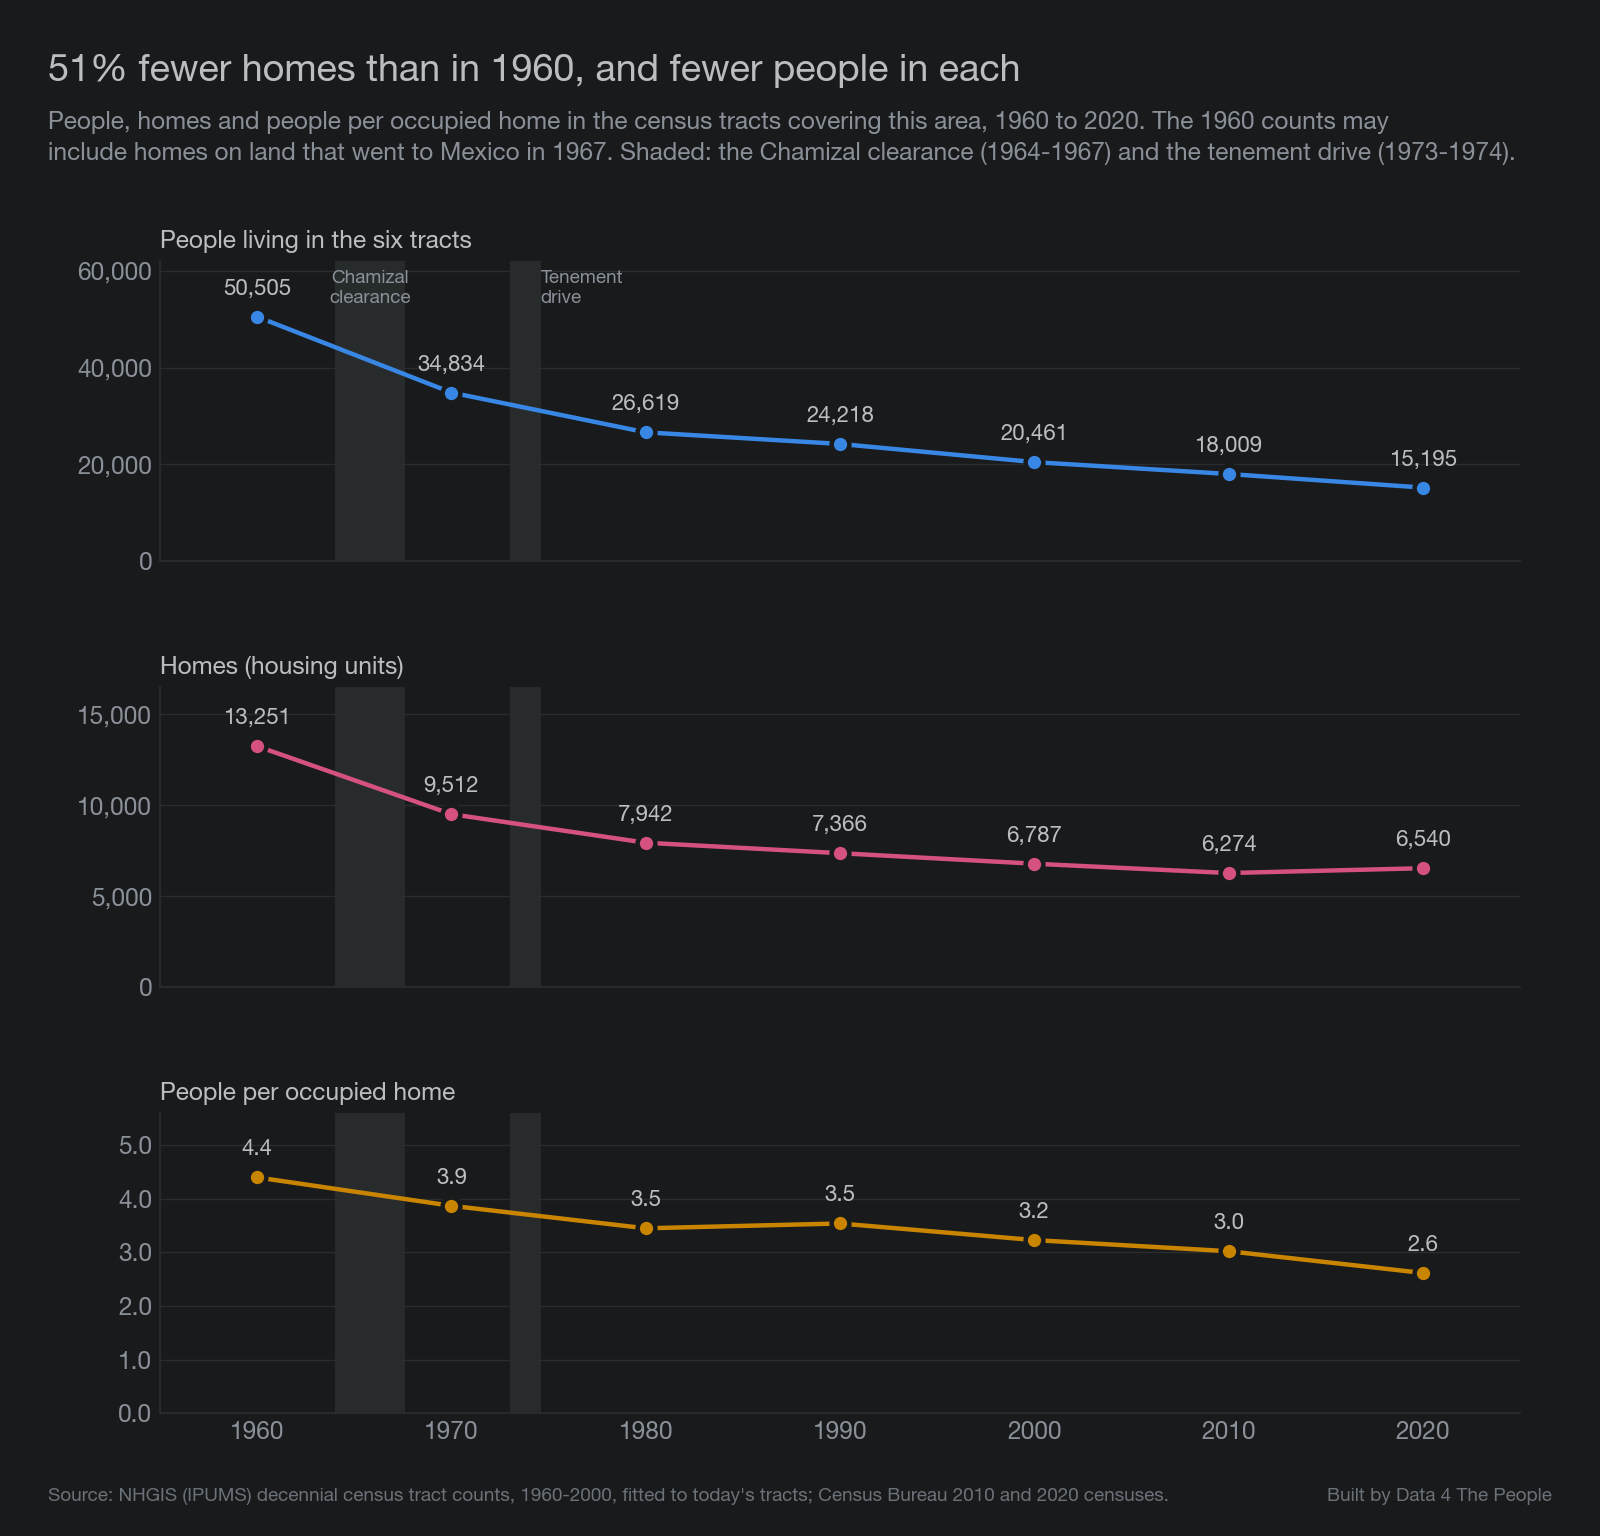 51% fewer homes than in 1960, and fewer people in each
People, homes and people per occupied home in the census tracts covering this area, 1960 to 2020. The 1960 counts may
include homes on land that went to Mexico in 1967. Shaded: the Chamizal clearance (1964-1967) and the tenement drive (1973-1974).
People living in the six tracts
60,000
40,000
20,000
0
Chamizal
clearance
Tenement
drive
50,505
34,834
26,619
24,218
20,461
18,009
15,195
Homes (housing units)
15,000
10,000
5,000
0
13,251
9,512
7,942
7,366
6,787
6,274
6,540
People per occupied home
5.0
4.0
3.0
2.0
1.0
0.0
4.4
3.9
3.5
3.5
3.2
3.0
2.6
1960 1970 1980 1990 2000 2010 2020
Source: NHGIS (IPUMS) decennial census tract counts, 1960-2000, fitted to today's tracts; Census Bureau 2010 and 2020 censuses.
Built by Data 4 The People